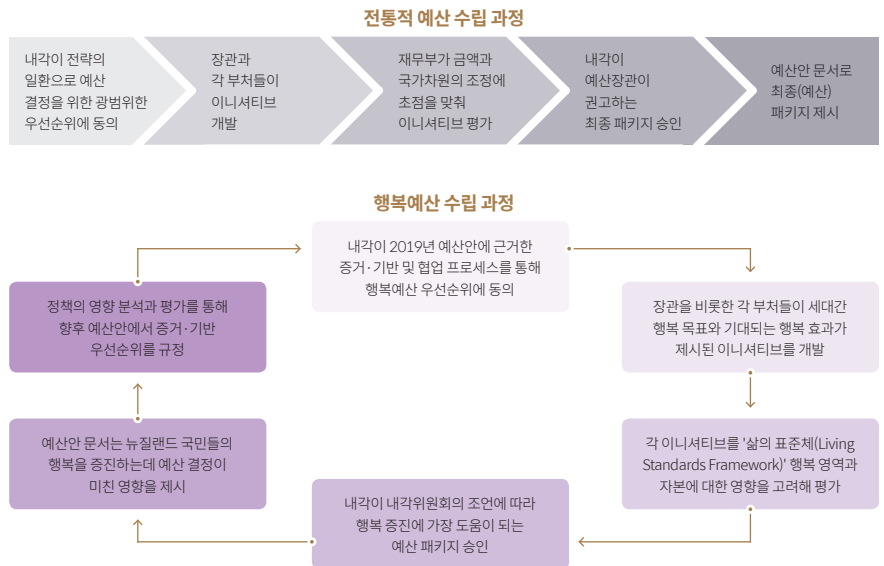 전통적 예산 수립 과정
내각이 전략의
일환으로 예산
결정을 위한 광범위한
우선순위에 동의
장관과
각 부처들이
이니셔티브
개발
재무부가 금액과
국가차원의 조정에
초점을 맞춰
이니셔티브 평가
내각이
예산장관이
권고하는
최종 패키지 승인
예산안 문서로
최종(예산)
패키지 제시
행복예산 수립 과정
내각이 2019년 예산안에 근거한
증거·기반 및 협업 프로세스를 통해
행복예산 우선순위에 동의
장관을 비롯한 각 부처들이 세대간
행복 목표와 기대되는 행복 효과가
제시된 이니셔티브를 개발
각 이니셔티브를 '삶의 표준체(Living
Standards Framework)' 행복 영역과
자본에 대한 영향을 고려해 평가
내각이 내각위원회의 조언에 따라
행복 증진에 가장 도움이 되는
예산 패키지 승인
예산안 문서는 뉴질랜드 국민들의
행복을 증진하는데 예산 결정이
미친 영향을 제시
정책의 영향 분석과 평가를 통해
향후 예산안에서 증거·기반
우선순위를 규정